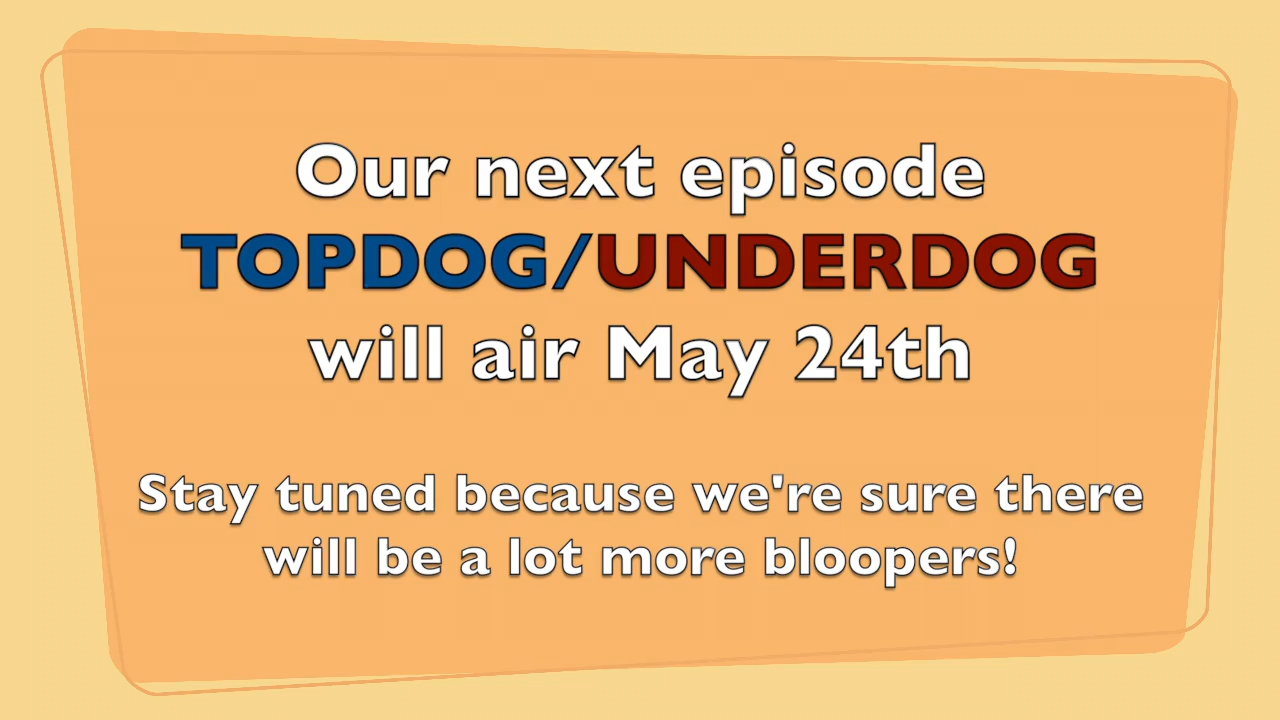 Our next episode
TOPDOG/UNDERDOG
will air May 24th
Stay tuned because we're sure there
will be a lot more bloopers!